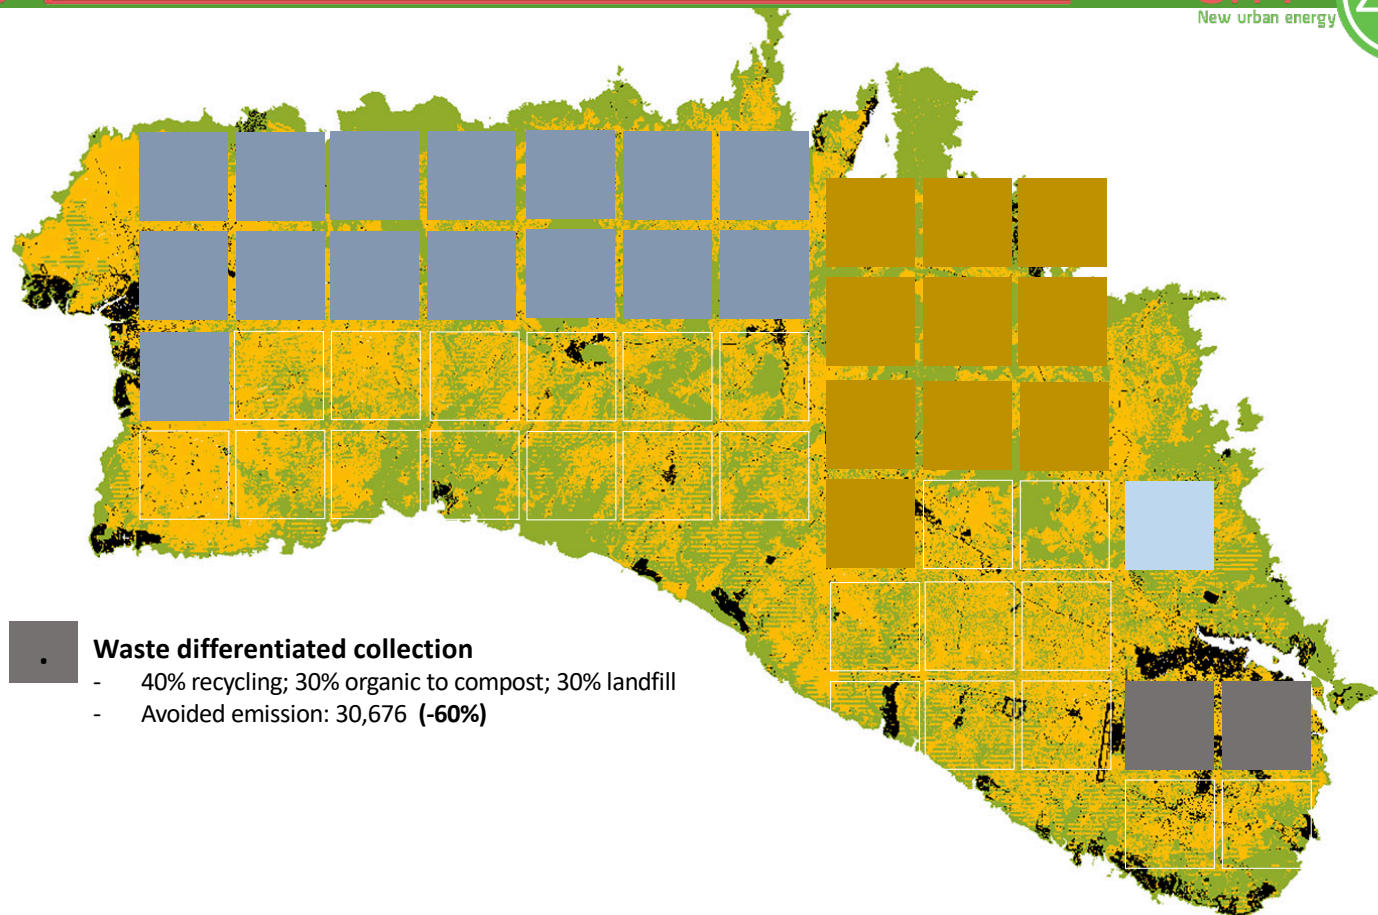 New urban energy
Waste differentiated collection
- 40% recycling; 30% organic to compost; 30% landfill
- Avoided emission: 30,676 (-60%)